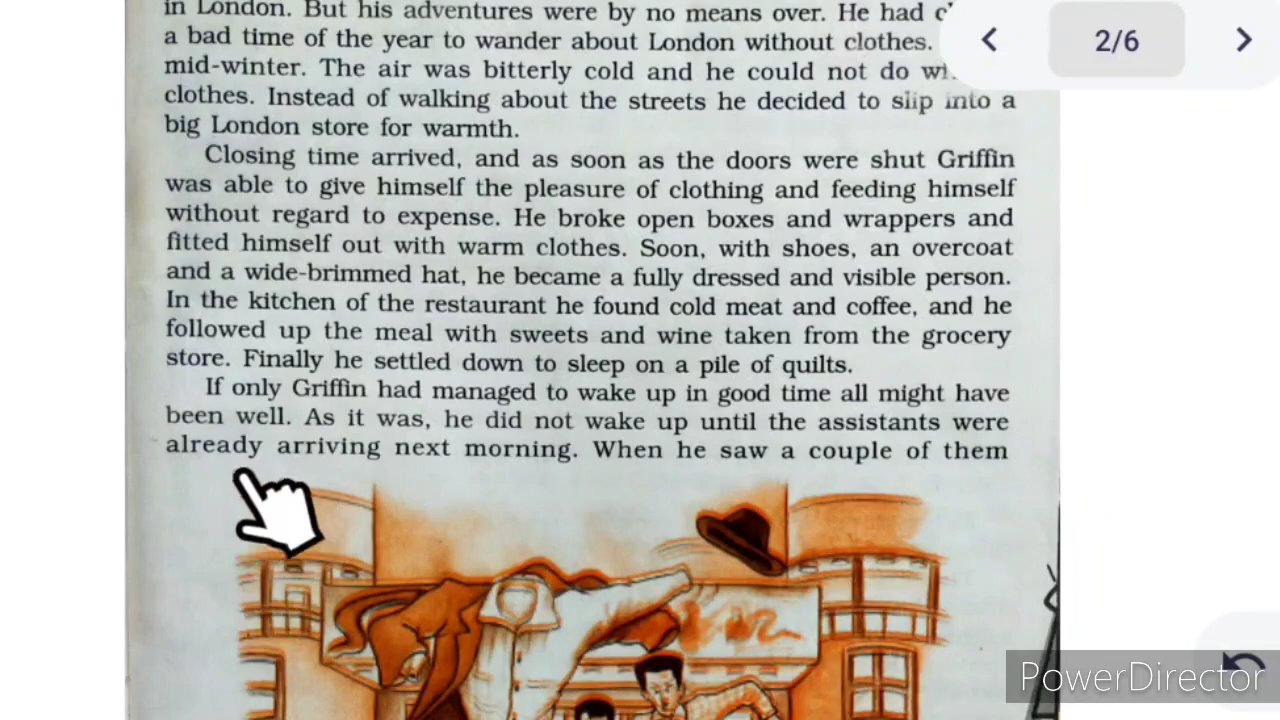 in London. But his adventures were by no means over. He had
a bad time of the year to wander about London without clothes.
mid-winter. The air was bitterly cold and he could not do
clothes. Instead of walking about the streets he decided to slip into a
big London store for warmth.
Closing time arrived, and as soon as the doors were shut Griffin
was able to give himself the pleasure of clothing and feeding himself
without regard to expense. He broke open boxes and wrappers and
fitted himself out with warm clothes. Soon, with shoes, an overcoat
and a wide-brimmed hat, he became a fully dressed and visible person.
In the kitchen of the restaurant he found cold meat and coffee, and he
followed up the meal with sweets and wine taken from the grocery
store. Finally he settled down to sleep on a pile of quilts.
If only Griffin had managed to wake up in good time all might have
been well. As it was, he did not wake up until the assistants were
already arriving next morning. When he saw a couple of them
2/6
PowerDirector